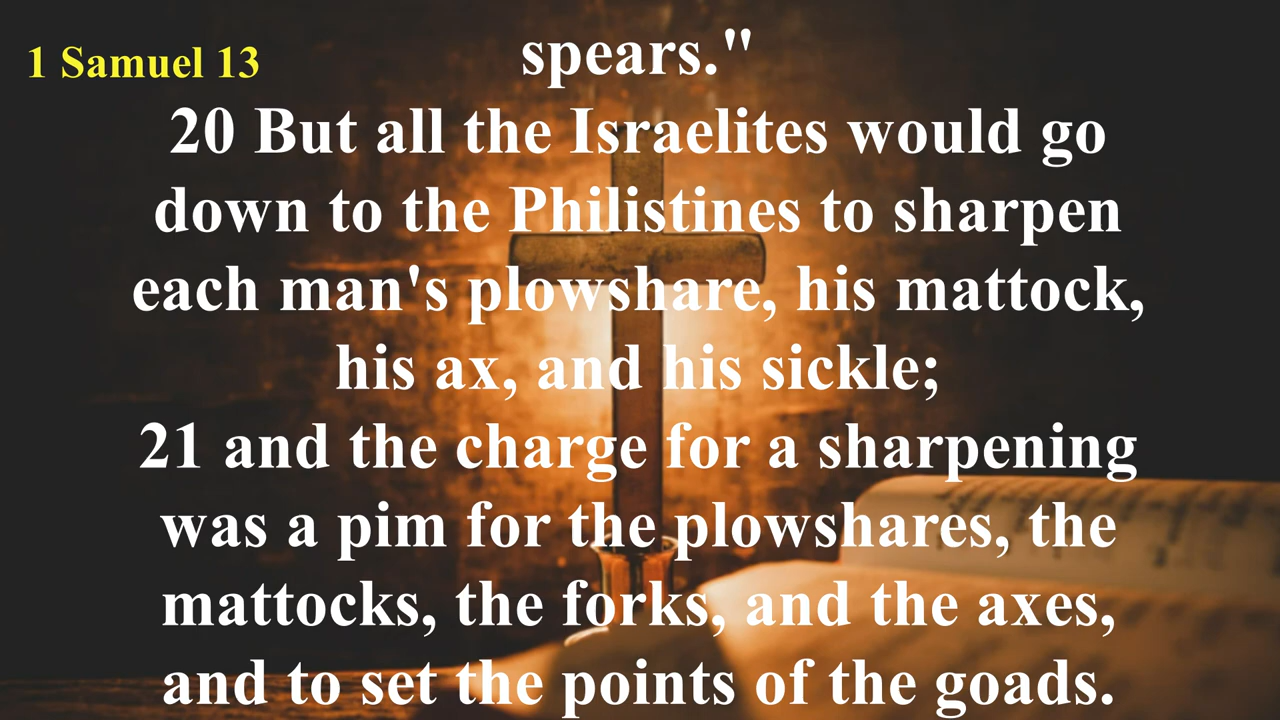 1 Samuel 13
spears."
20 But all the Israelites would go
down to the Philistines to sharpen
each man's plowshare, his mattock,
his ax, and his sickle;
21 and the charge for a sharpening
was a pim for the plowshares, the
mattocks, the forks, and the axes,
and to set the points of the goads.